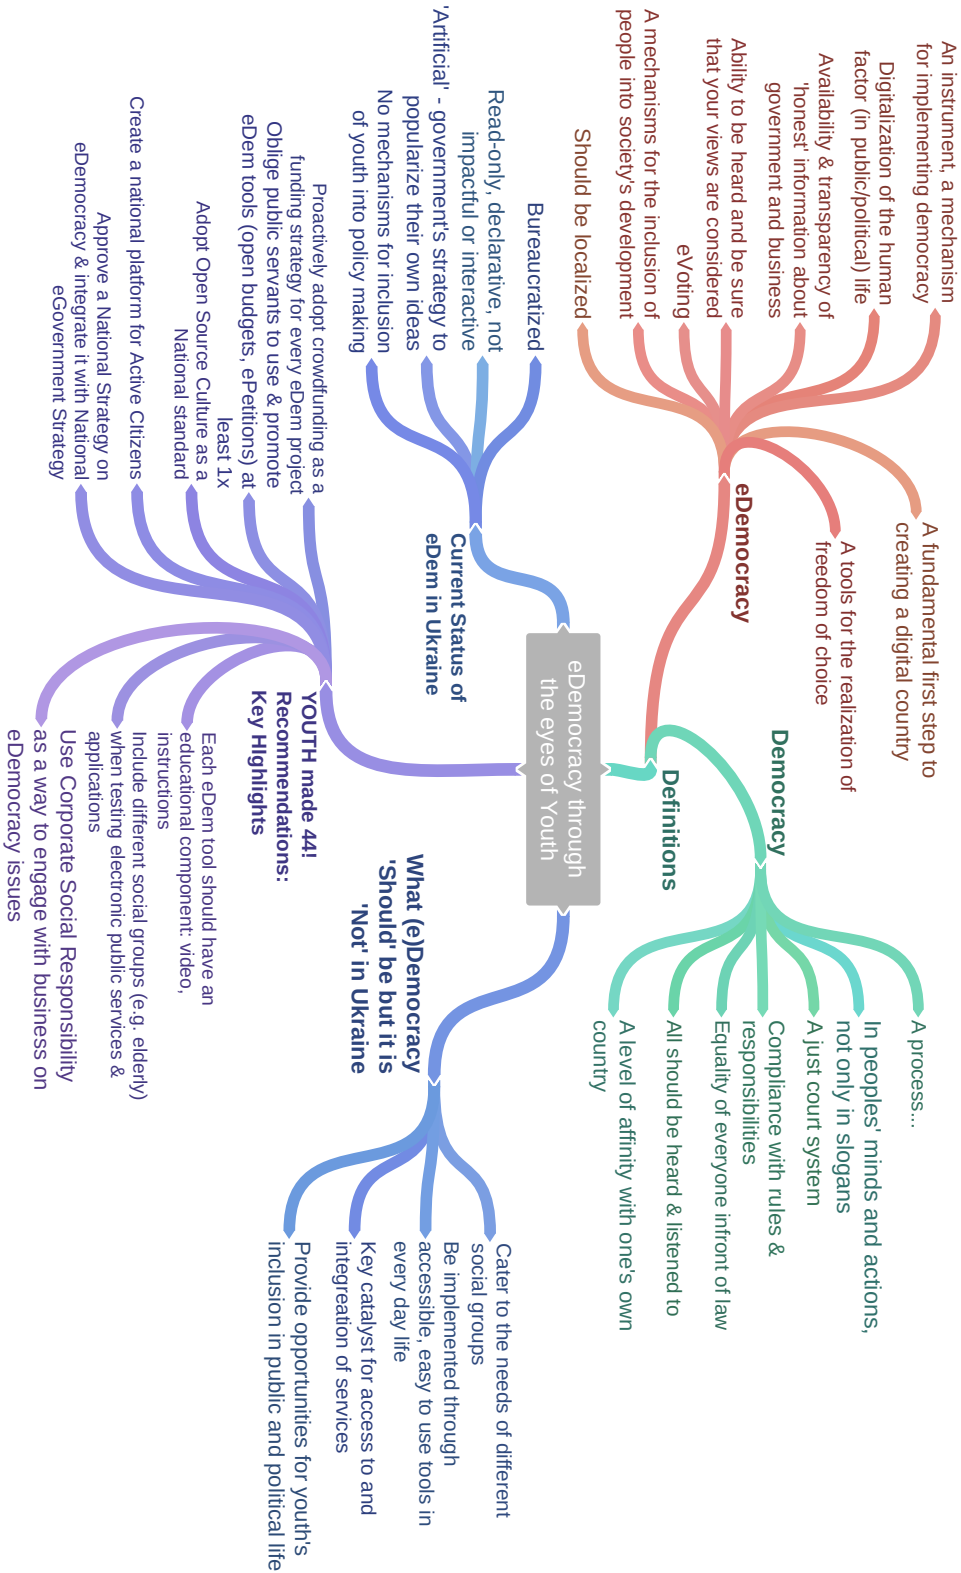 An instrument, a mechanism
for implementing democracy
Digitalization of the human
factor (in public/political) life
Availability & transparency of
'honest' information about
government and business
Ability to be heard and be sure
that your views are considered
eVoting
A mechanisms for the inclusion of
people into society's development
Should be localized
A fundamental first step to
creating a digital country
A tools for the realization of
freedom of choice
eDemocracy
Democracy
Definitions
A process...
In peoples' minds and actions,
not only in slogans
A just court system
Compliance with rules &
responsibilities
Equality of everyone infront of law
All should be heard & listened to
A level of affinity with one's own
country
eDemocracy through
the eyes of Youth
Bureaucratized
Read-only, declarative, not
impactful or interactive
'Artificial' - government's strategy to
popularize their own ideas
No mechanisms for inclusion
of youth into policy making
Current Status of
eDem in Ukraine
Proactively adopt crowdfunding as a
funding strategy for every eDem project
Oblige public servants to use & promote
eDem tools (open budgets, ePetitions) at
least 1x
Adopt Open Source Culture as a
National standard
Create a national platform for Active CItizens
Approve a National Strategy on
eDemocracy & integrate it with National
eGovernment Strategy
YOUTH made 44!
Recommendations:
Key HIghlights
Each eDem tool should have an
educational component: video,
instructions
Include different social groups (e.g. elderly)
when testing electronic public services &
applications
Use Corporate Social Responsibility
as a way to engage with business on
eDemocracy issues
What (e)Democracy
'Should' be but it is
'Not' in Ukraine
Cater to the needs of different
social groups
Be implemented through
accessible, easy to use tools in
every day life
Key catalyst for access to and
integreation of services
Provide opportunities for youth's
inclusion in public and political life